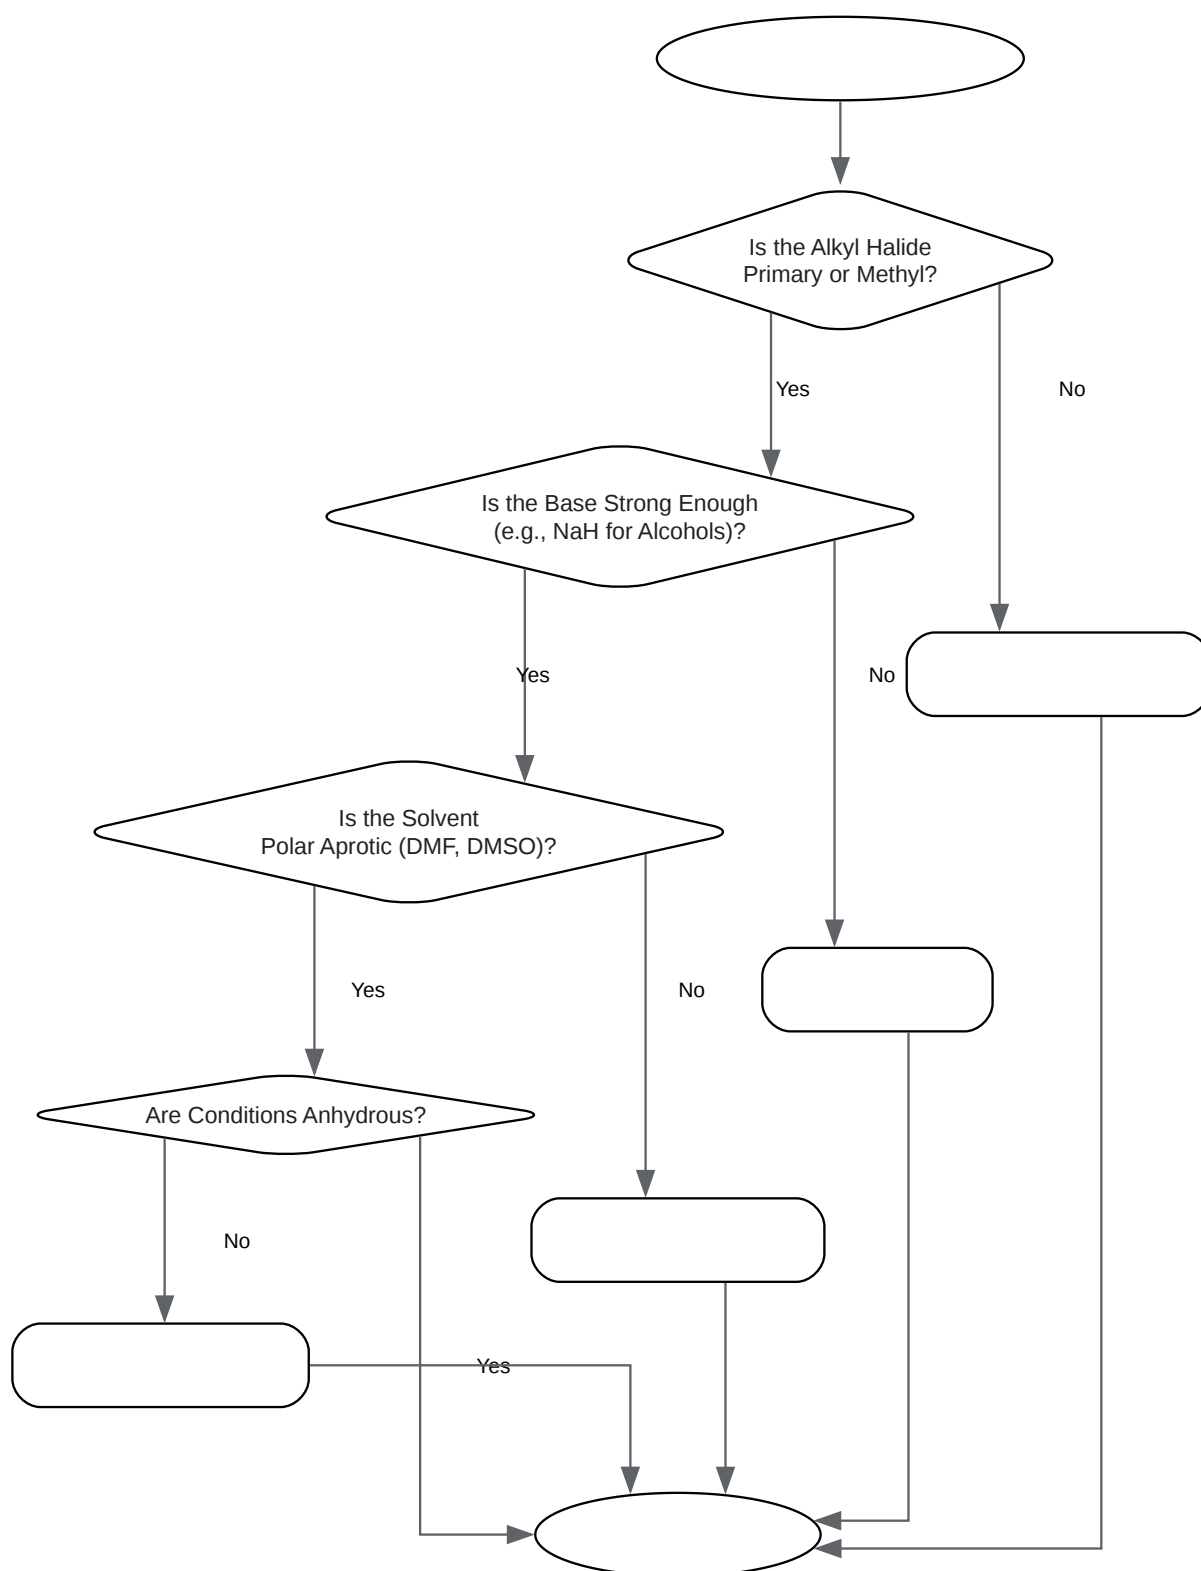 Is the Alkyl Halide
Primary or Methyl?
Yes
No
Is the Base Strong Enough
(e.g., NaH for Alcohols)?
Yes
No
Is the Solvent
Polar Aprotic (DMF, DMSO)?
Yes
No
Are Conditions Anhydrous?
No
Yes